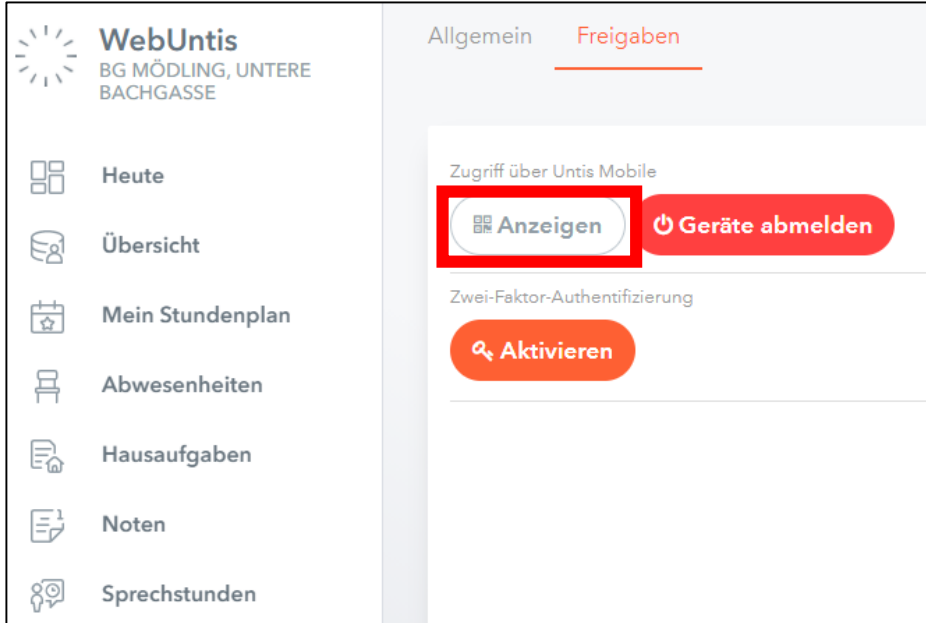 WebUntis
BG MÖDLING, UNTERE
BACHGASSE
Heute
Übersicht
Mein Stundenplan
Abwesenheiten
Hausaufgaben
Noten
Sprechstunden
Allgemein Freigaben
Zugriff über Untis Mobile
Anzeigen Geräte abmelden
Zwei-Faktor-Authentifizierung
Aktivieren